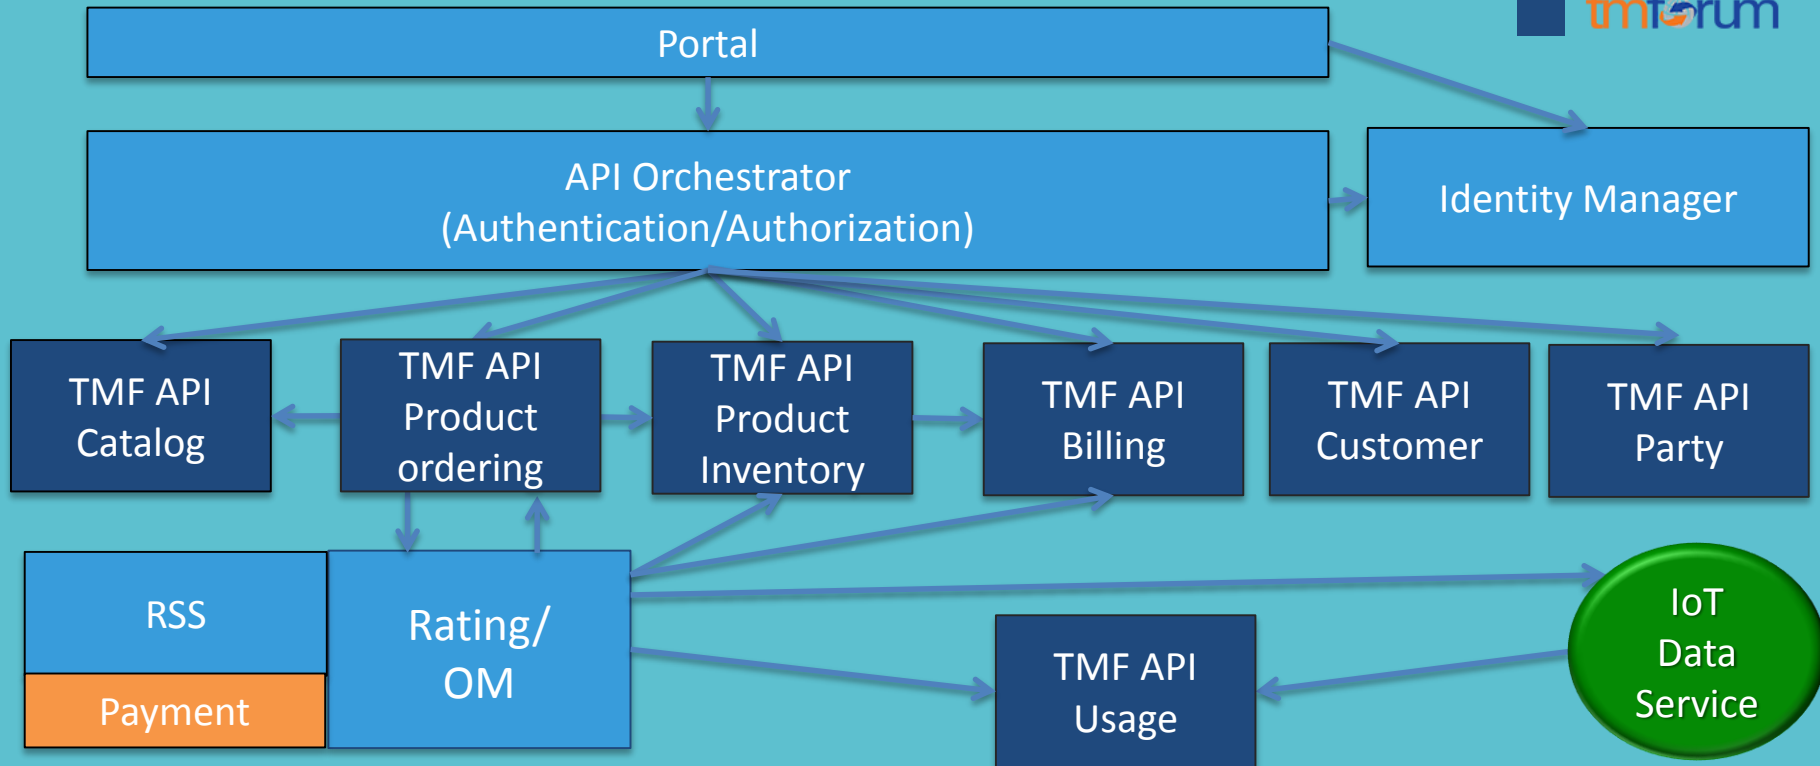 tmforum
Portal
API Orchestrator
(Authentication/Authorization)
Identity Manager
TMF API
Catalog
TMF API
Product
ordering
TMF API
Product
Inventory
TMF API
Billing
TMF API
Customer
TMF API
Party
RSS
Payment
Rating/
OM
TMF API
Usage
IoT
Data
Service